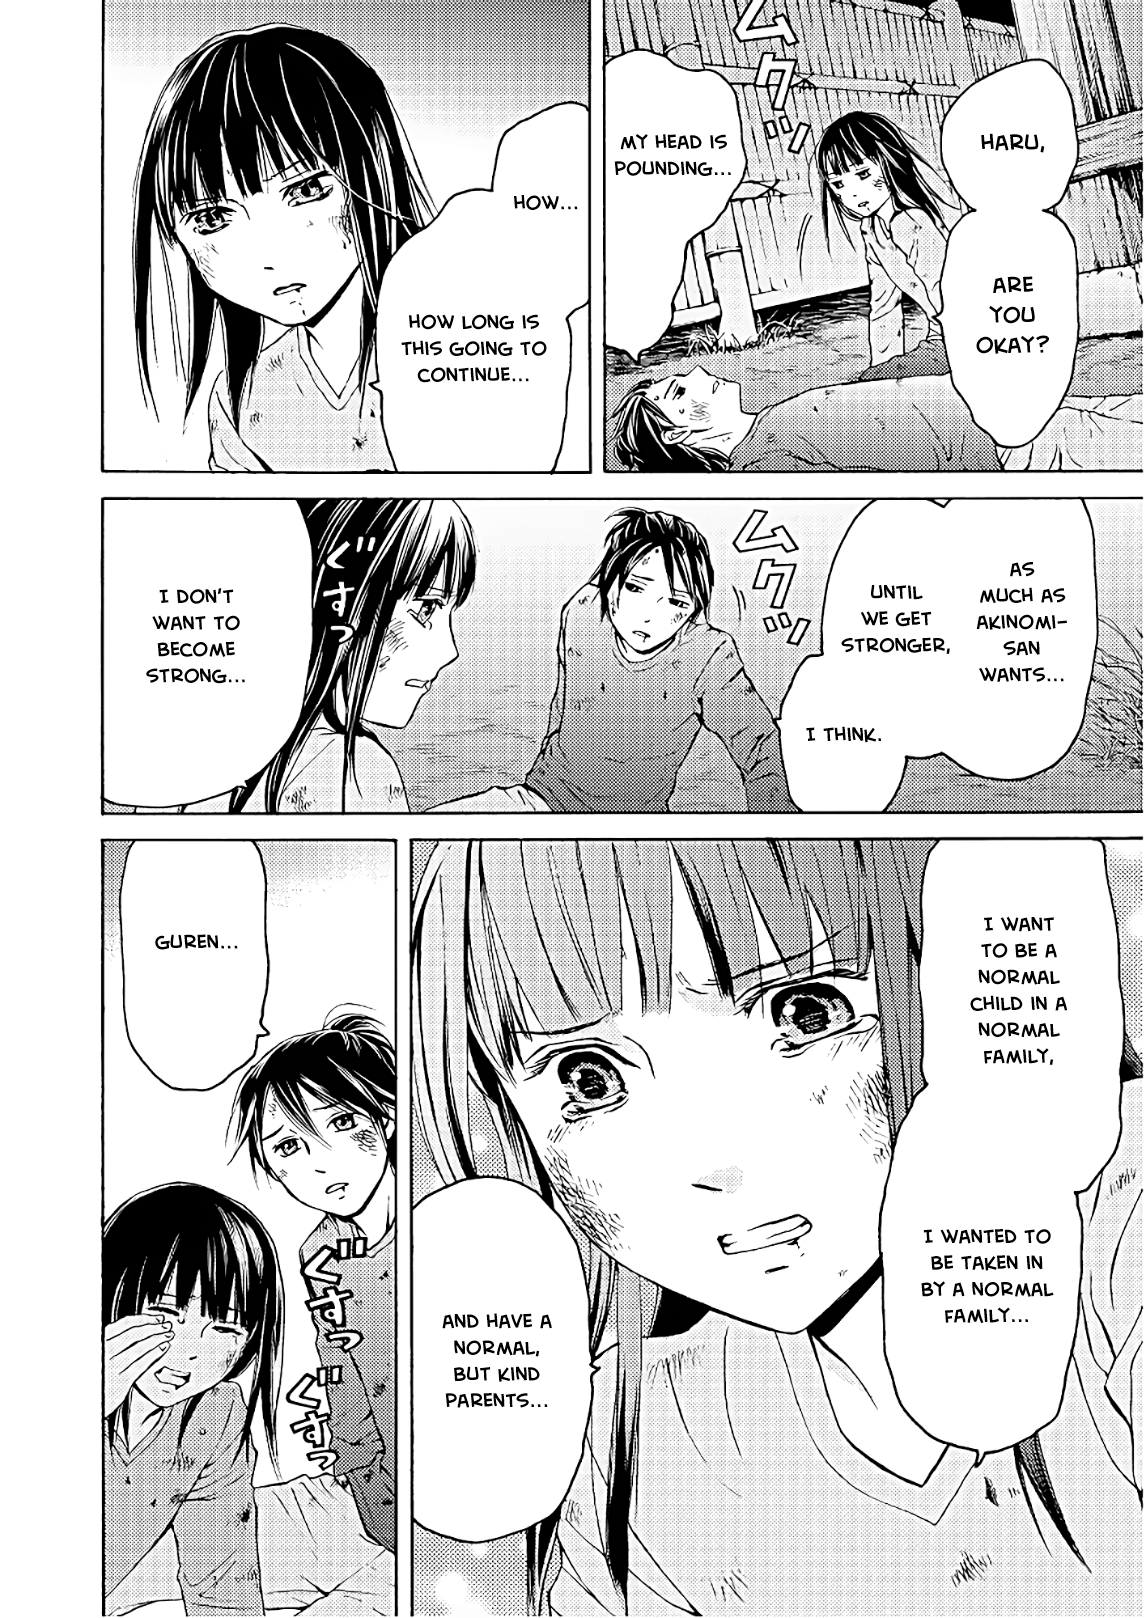 HARU,
ARE
YOU
OKAY?
ムクッ
MY HEAD IS
POUNDING...
HOW...
HOW LONG IS
THIS GOING TO
CONTINUE...
AS
MUCH AS
AKINOMI-
SAN
WANTS...
UNTIL
WE GET
STRONGER,
I THINK.
ムクッ
ぐすっ
I DON'T
WANT TO
BECOME
STRONG...
I WANT
TO BE A
NORMAL
CHILD IN A
NORMAL
FAMILY,
I WANTED TO
BE TAKEN IN
BY A NORMAL
FAMILY...
AND HAVE A
NORMAL,
BUT KIND
PARENTS...
GUREN...
ぐすっ
ぐすっ